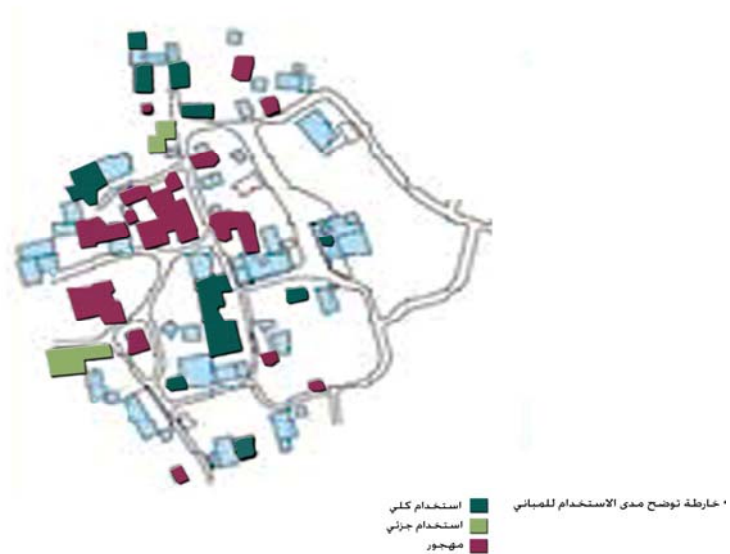 • خارطة توضح مدى الاستخدام للمباني
استخدام كلي
استخدام جزئي
مهجور